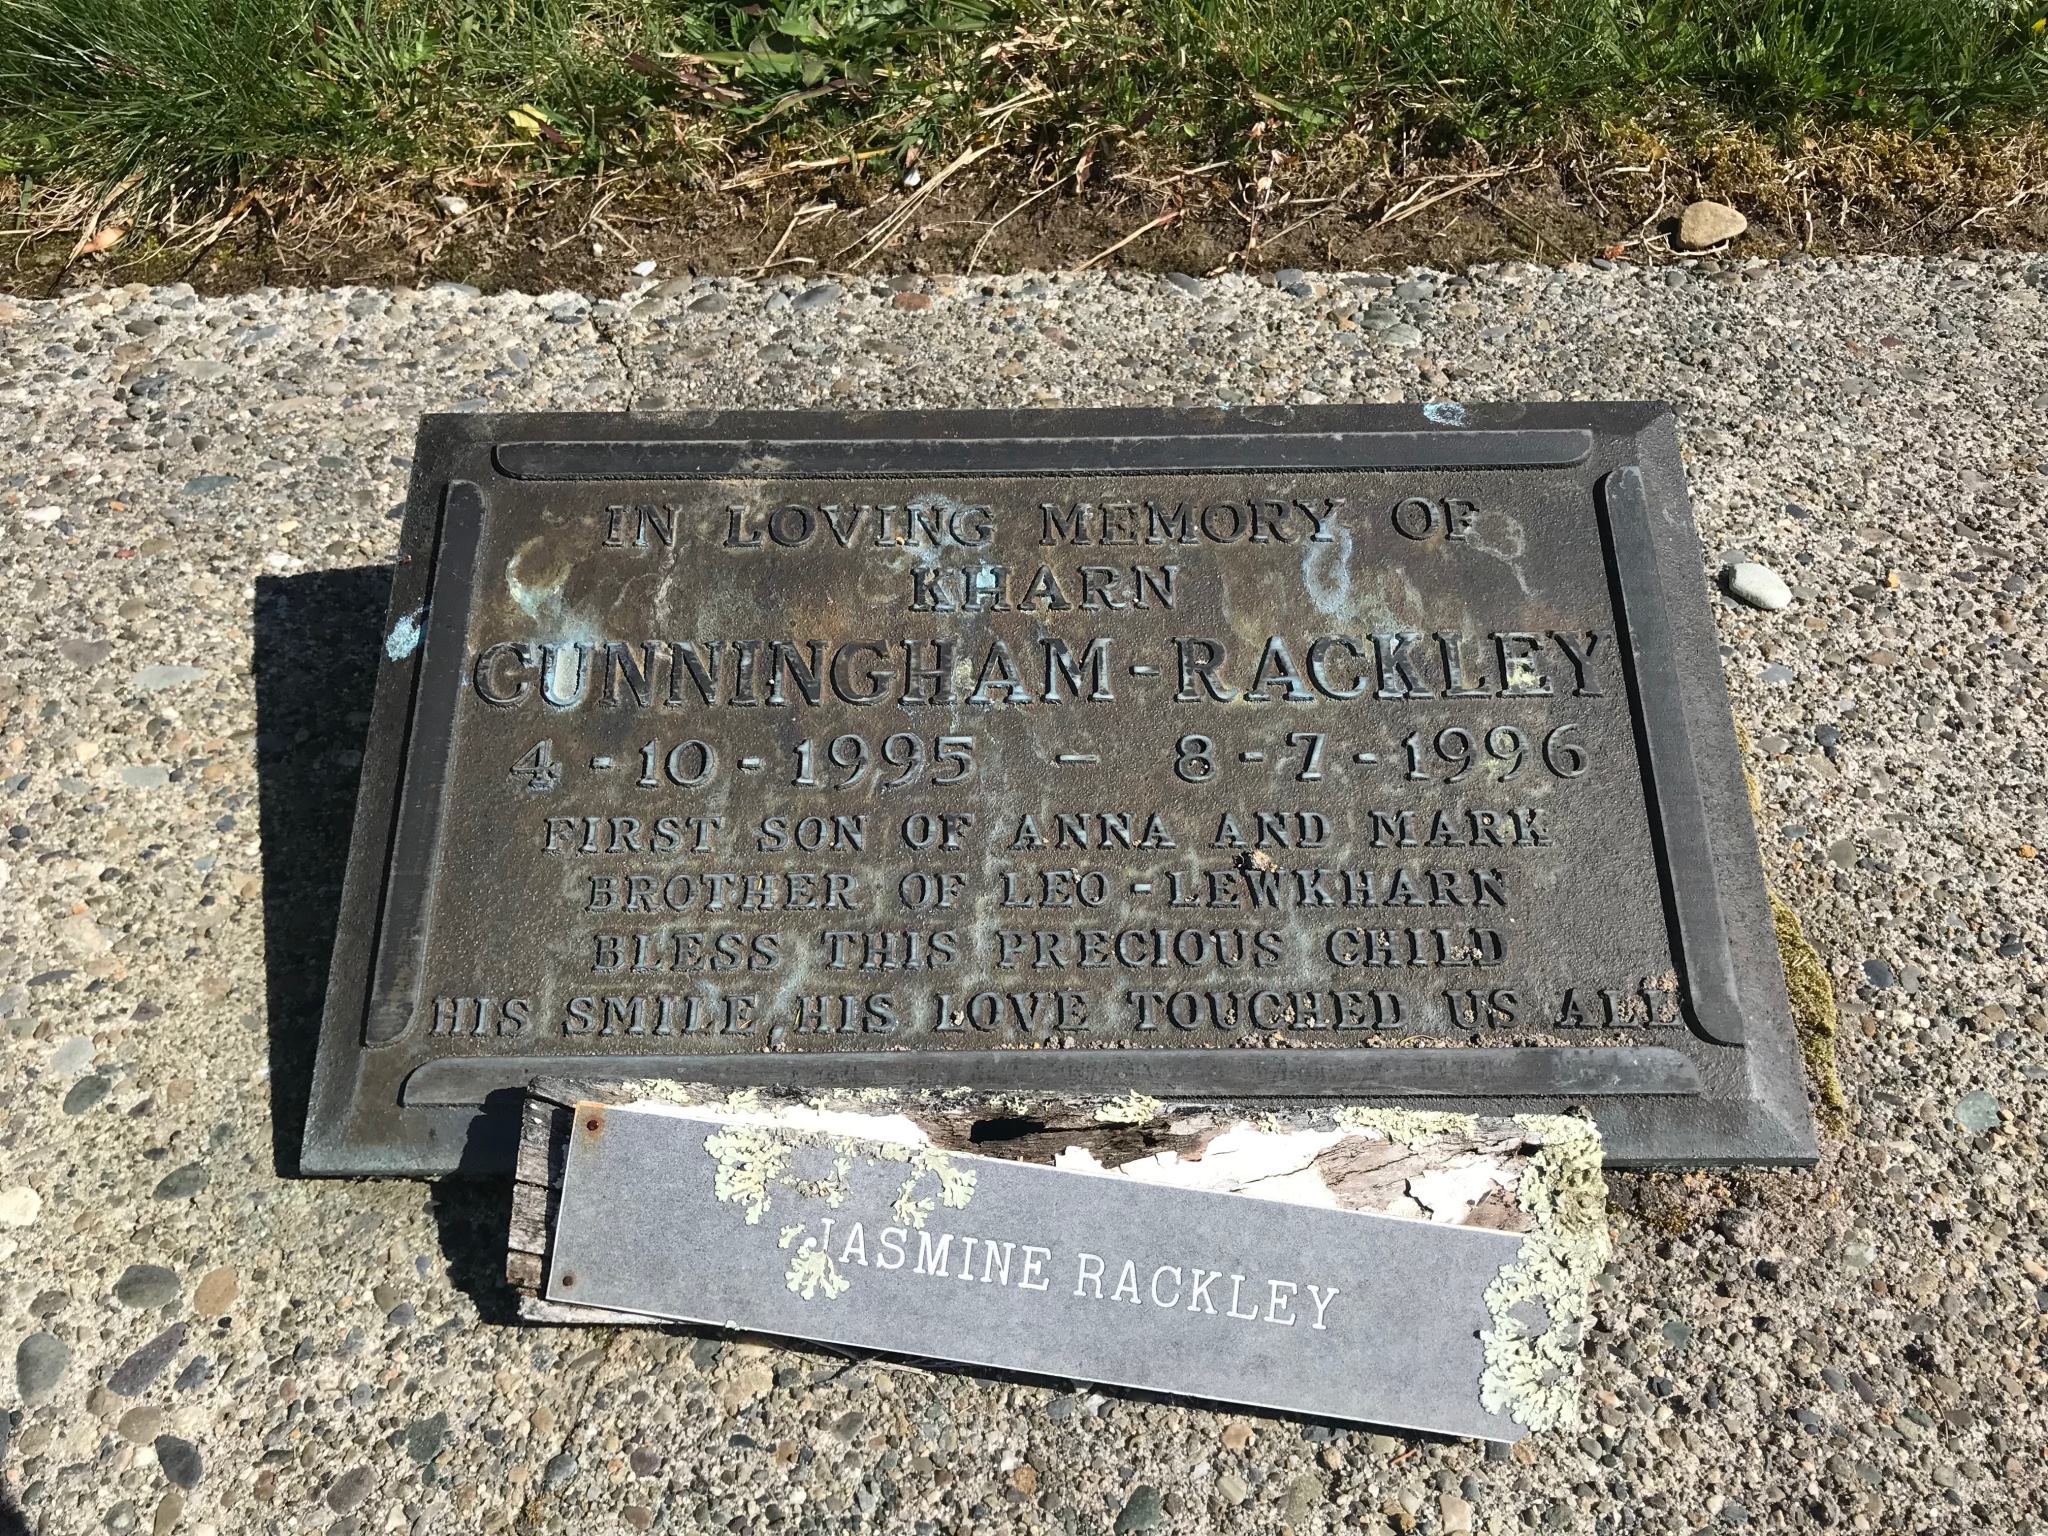 IN LOVING MEMORY OF
KHARN
CUNNINGHAM-RACKLEY
4-10-1995 - 8-7-1996
FIRST SON OF ANNA AND MARK
BROTHER OF LEO-LEWKHARN
BLESS THIS PRECIOUS CHILD
HIS SMILE, HIS LOVE TOUCHED US ALL
JASMINE RACKLEY